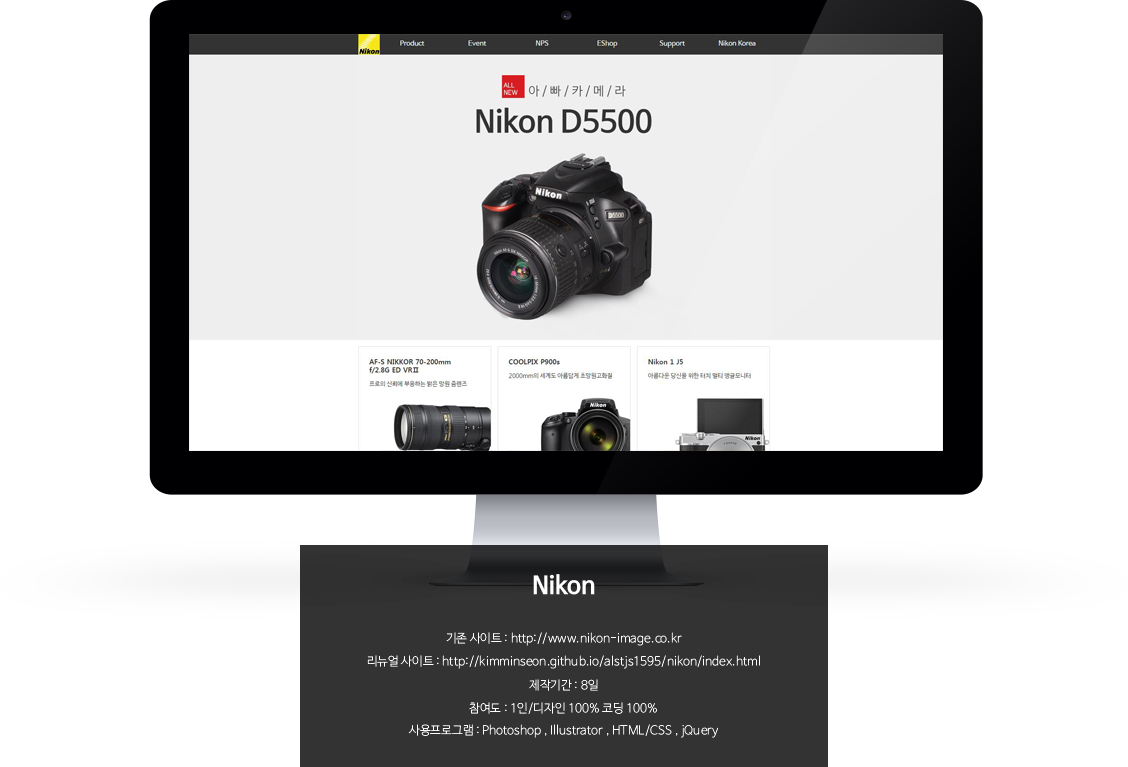 Nikon
Product Event NPS EShop Support Nikon Korea
ALL NEW 아 / 빠 / 카 / 메 / 라
Nikon D5500
Nikon
D5500
AF-S NIKKOR 70-200mm
f/2.8G ED VRⅡ
프로의 신뢰에 부응하는 밝은 망원 줌렌즈
COOLPIX P900s
2000mm의 세계도 아름답게 초망원고화질
Nikon 1 J5
아름다운 당신을 위한 터치 멀티 앵글모니터
Nikon
Nikon
Nikon
기존 사이트 : http://www.nikon-image.co.kr
리뉴얼 사이트 : http://kimminseon.github.io/alstjs1595/nikon/index.html
제작기간 : 8일
참여도 : 1인/디자인 100% 코딩 100%
사용프로그램 : Photoshop , Illustrator , HTML/CSS , jQuery